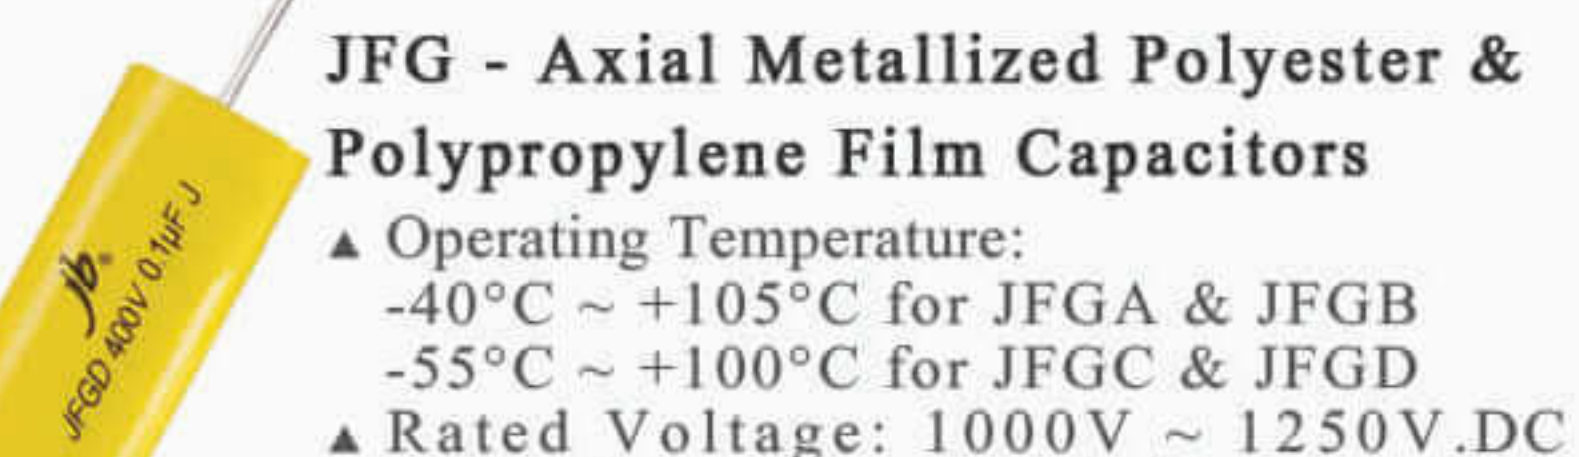 JFG - Axial Metallized Polyester &
Polypropylene Film Capacitors
▲ Operating Temperature:
-40°C ~ +105°C for JFGA & JFGB
-55°C ~ +100°C for JFGC & JFGD
▲ Rated Voltage: 1000V ~ 1250V.DC
jb®
JFGD 400V 0.1µF J